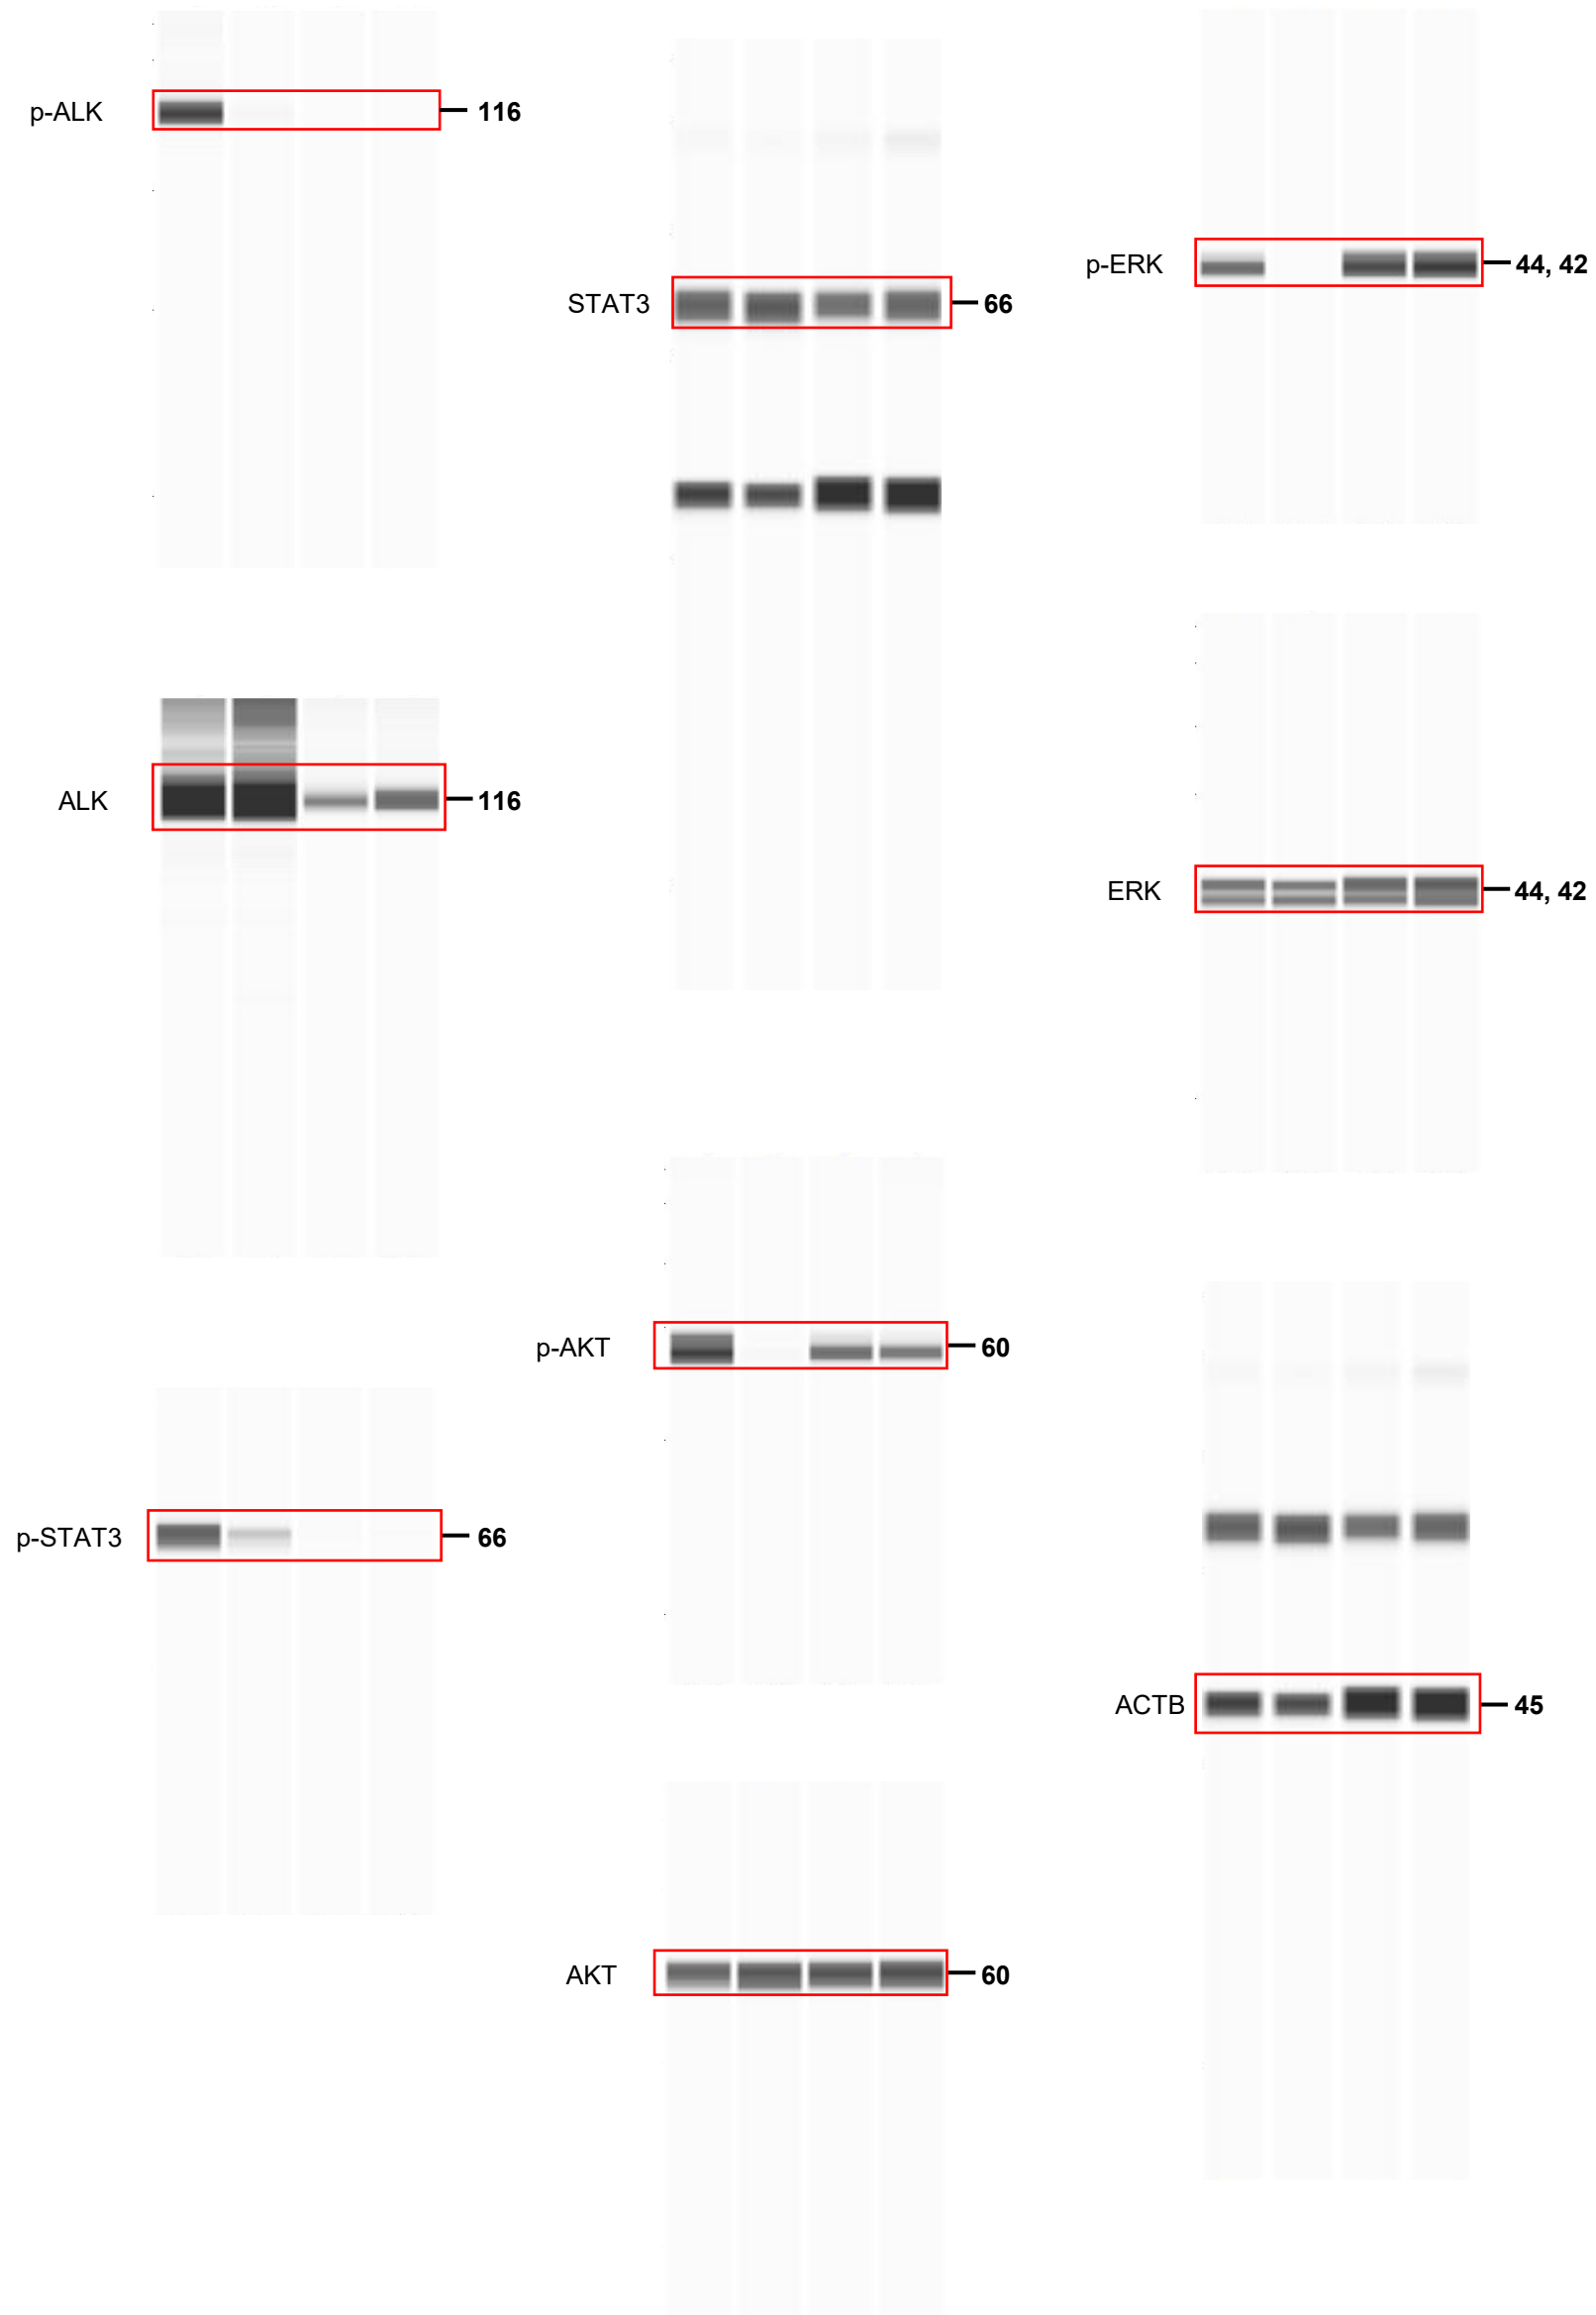 p-ALK
116
ALK
116
p-STAT3
66
STAT3
66
p-AKT
60
AKT
60
p-ERK
44, 42
ERK
44, 42
ACTB
45